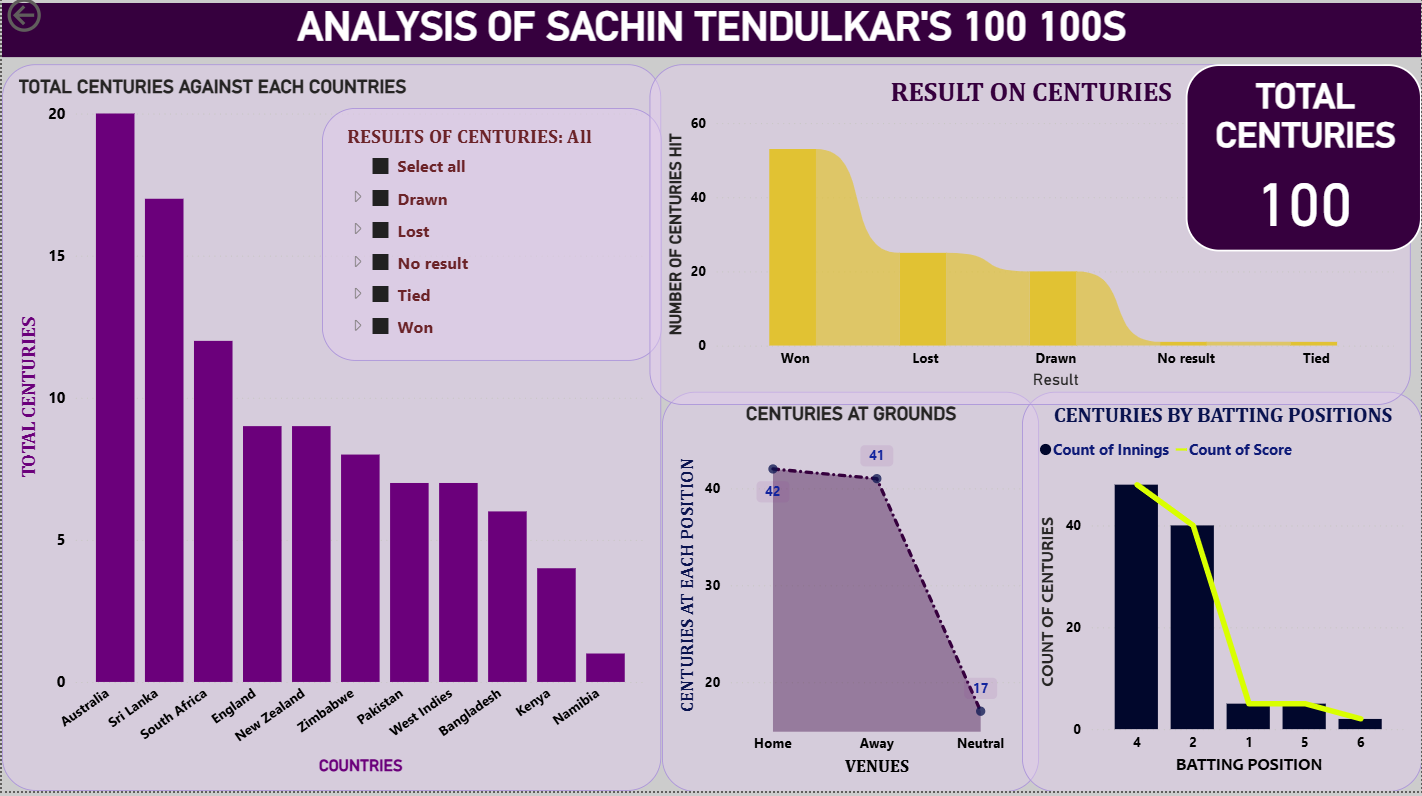 ANALYSIS OF SACHIN TENDULKAR'S 100 100S
TOTAL CENTURIES AGAINST EACH COUNTRIES
TOTAL CENTURIES
20
15
10
5
0
Australia
Sri Lanka
South Africa
England
New Zealand
Zimbabwe
Pakistan
West Indies
Bangladesh
Kenya
Namibia
COUNTRIES
RESULTS OF CENTURIES: All
Select all
Drawn
Lost
No result
Tied
Won
RESULT ON CENTURIES
NUMBER OF CENTURIES HIT
60
40
20
0
Won
Lost
Drawn
No result
Tied
Result
TOTAL
CENTURIES
100
CENTURIES AT GROUNDS
CENTURIES AT EACH POSITION
40
30
20
42
41
17
Home
Away
Neutral
VENUES
CENTURIES BY BATTING POSITIONS
Count of Innings
Count of Score
COUNT OF CENTURIES
40
20
0
4
2
1
5
6
BATTING POSITION